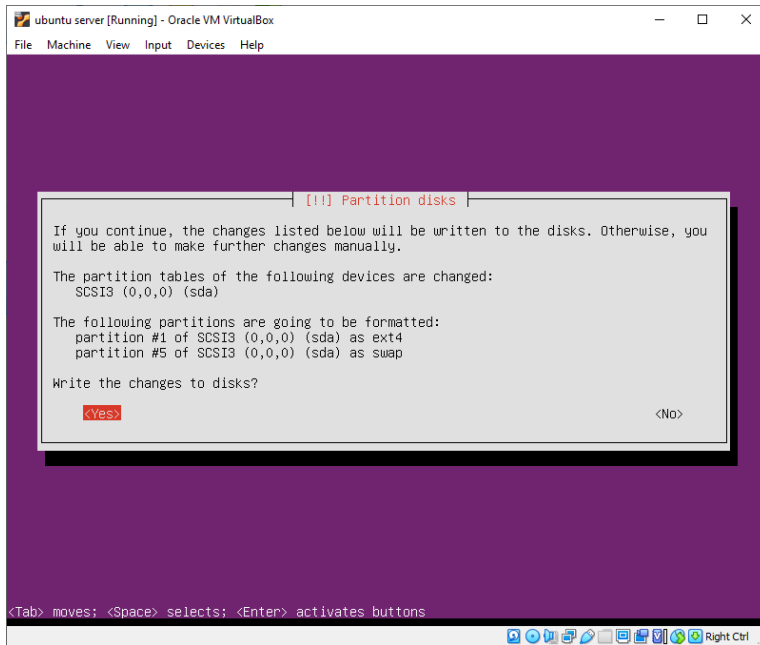 ubuntu server [Running] - Oracle VM VirtualBox
File Machine View Input Devices Help
[!!] Partition disks
If you continue, the changes listed below will be written to the disks. Otherwise, you
will be able to make further changes manually.
The partition tables of the following devices are changed:
SCSI3 (0,0,0) (sda)
The following partitions are going to be formatted:
partition #1 of SCSI3 (0,0,0) (sda) as ext4
partition #5 of SCSI3 (0,0,0) (sda) as swap
Write the changes to disks?
<Yes> <No>
<Tab> moves; <Space> selects; <Enter> activates buttons
Right Ctrl